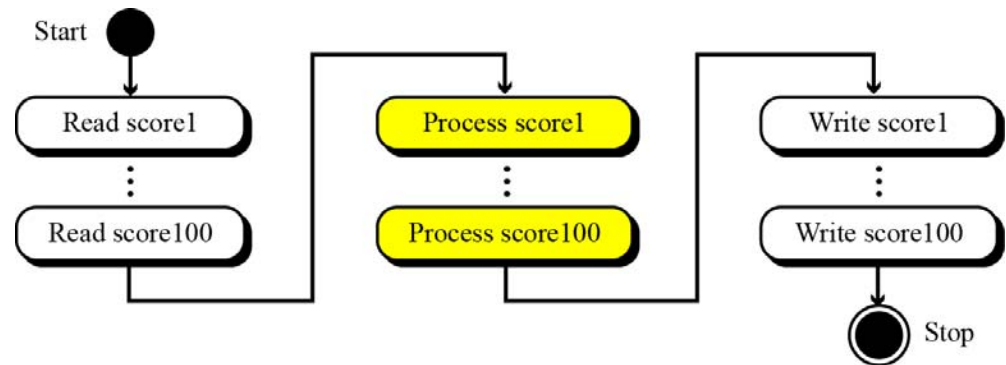 Start
Read score1
Read score100
Process score1
Process score100
Write score1
Write score100
Stop